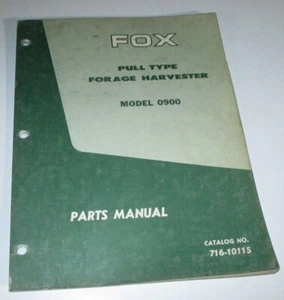 FOX
PULL TYPE
FORAGE HARVESTER
MODEL 0900
PARTS MANUAL
CATALOG NO.
716-10115